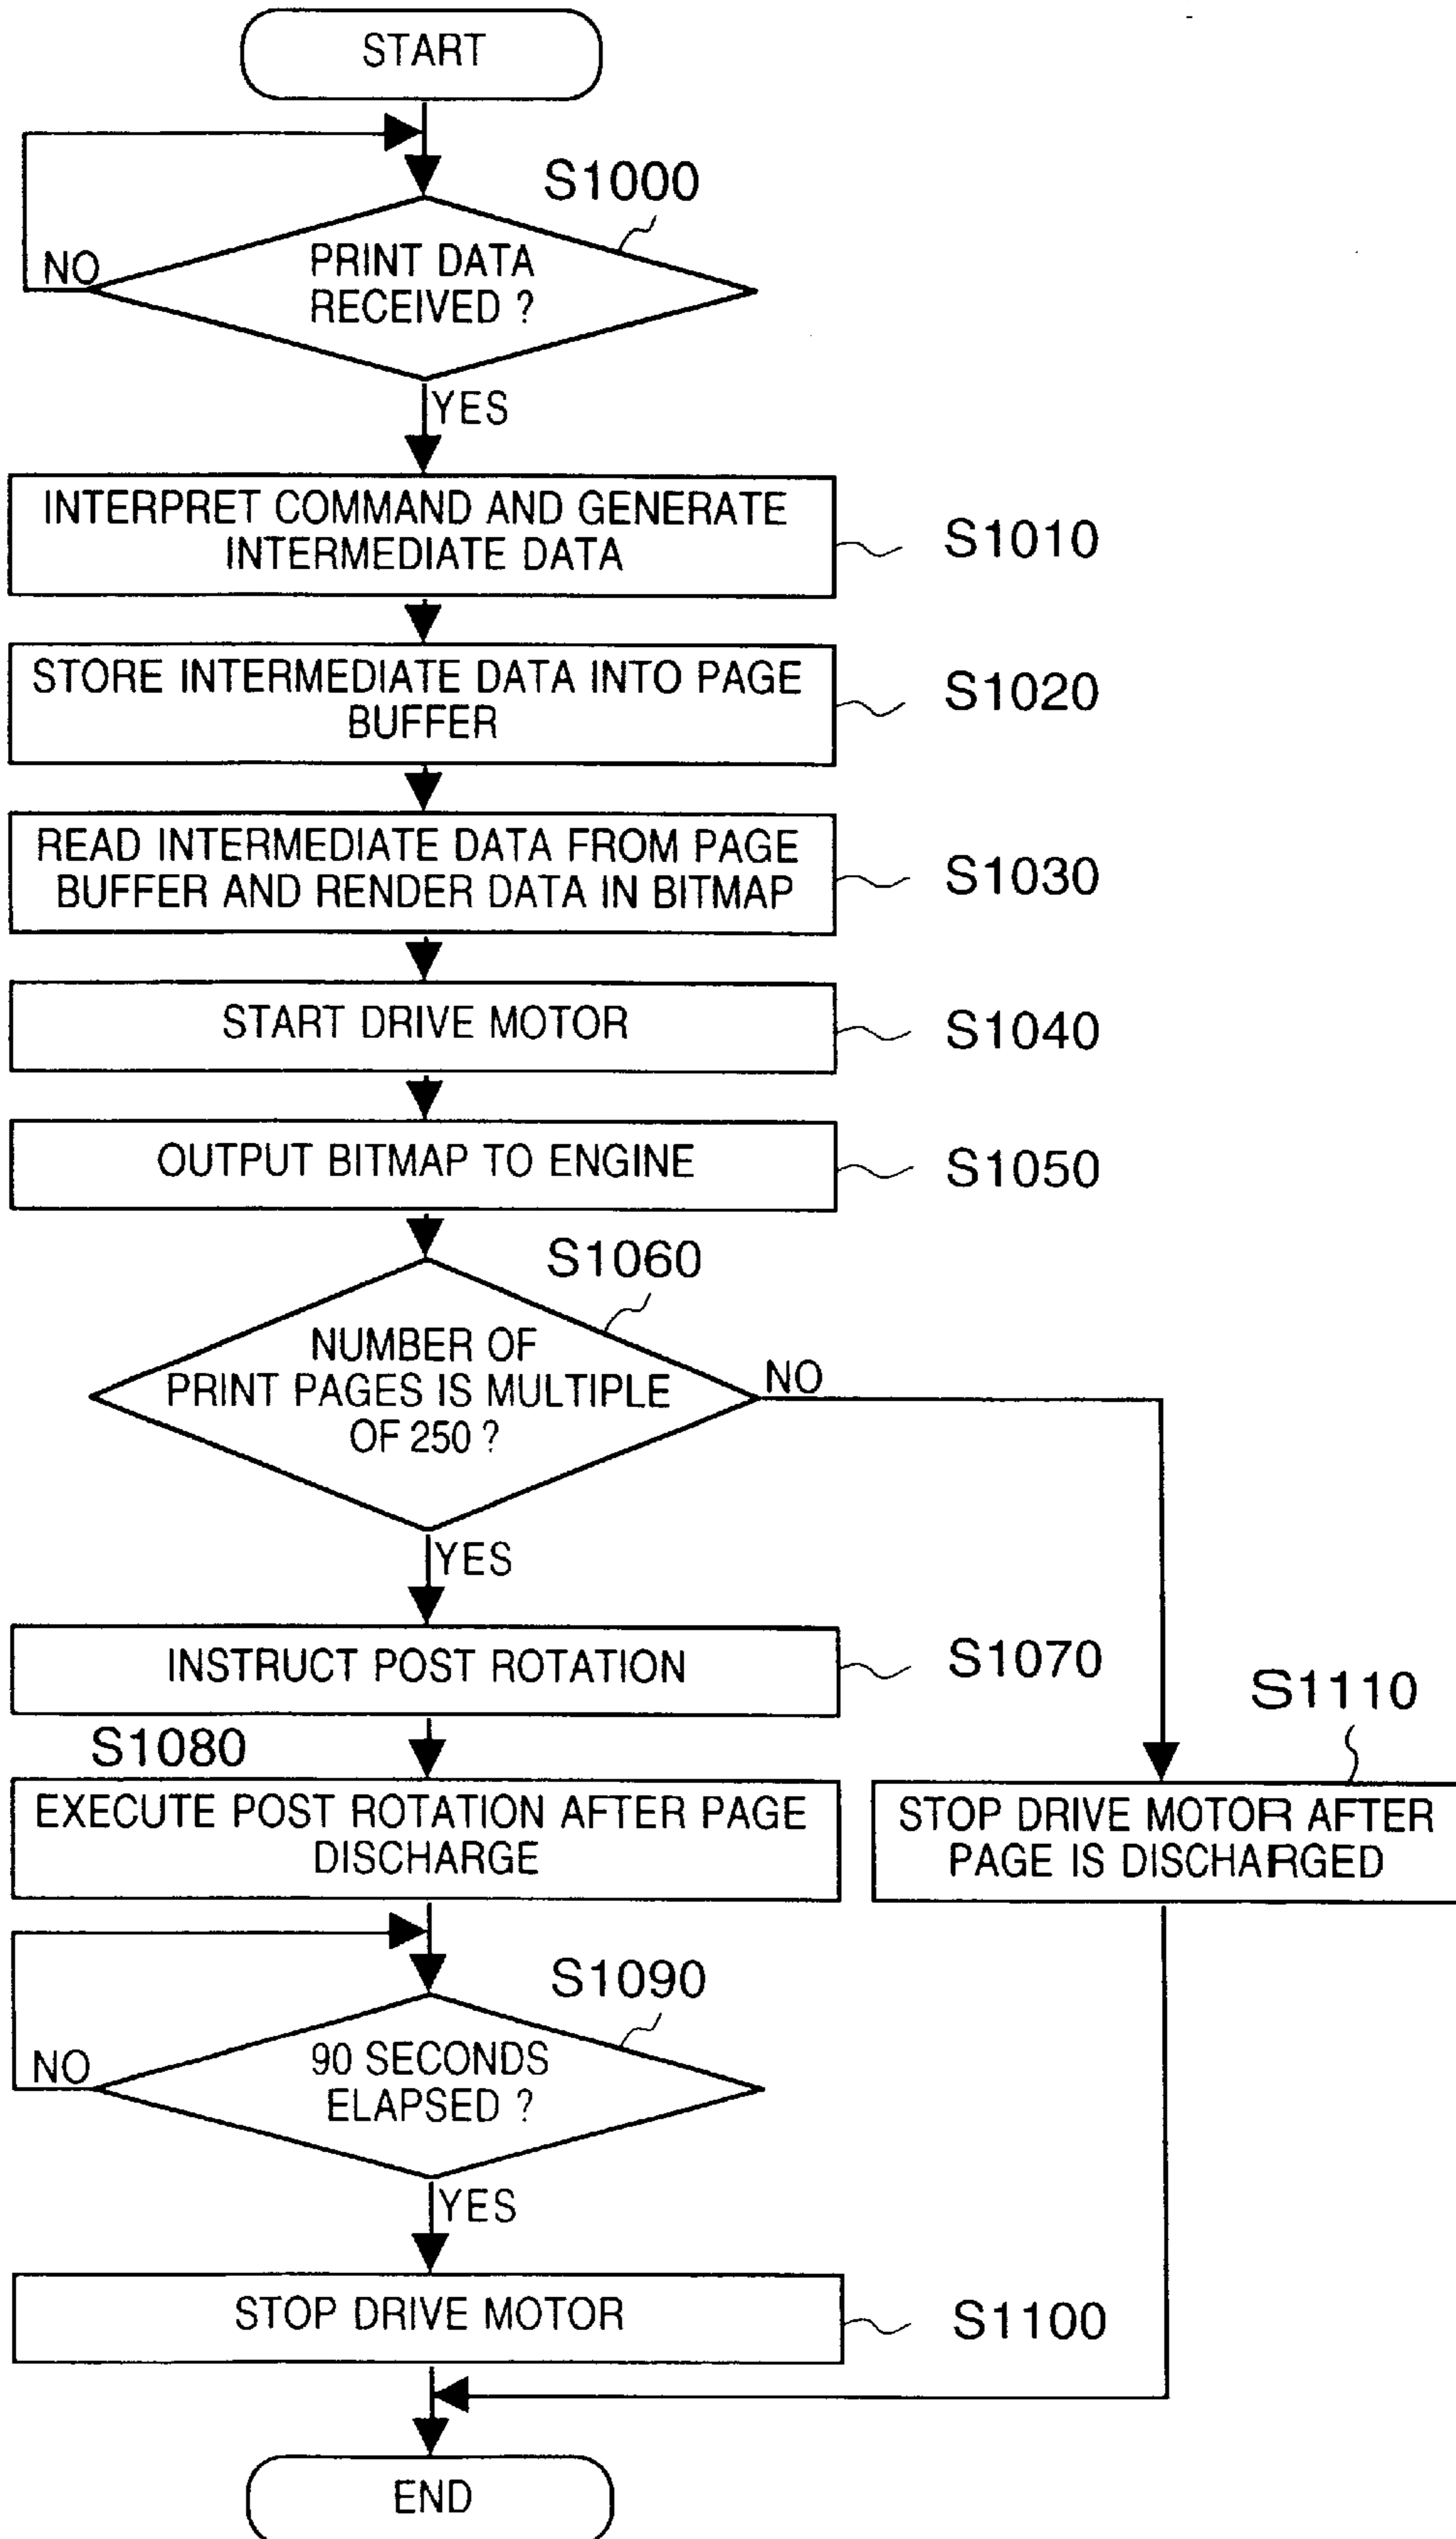 START
S1000
PRINT DATA
RECEIVED ?
NO
YES
INTERPRET COMMAND AND GENERATE
INTERMEDIATE DATA
S1010
STORE INTERMEDIATE DATA INTO PAGE
BUFFER
S1020
READ INTERMEDIATE DATA FROM PAGE
BUFFER AND RENDER DATA IN BITMAP
S1030
START DRIVE MOTOR
S1040
OUTPUT BITMAP TO ENGINE
S1050
S1060
NUMBER OF
PRINT PAGES IS MULTIPLE
OF 250 ?
NO
YES
INSTRUCT POST ROTATION
S1070
S1080
EXECUTE POST ROTATION AFTER PAGE
DISCHARGE
S1110
STOP DRIVE MOTOR AFTER
PAGE IS DISCHARGED
S1090
90 SECONDS
ELAPSED ?
NO
YES
STOP DRIVE MOTOR
S1100
END